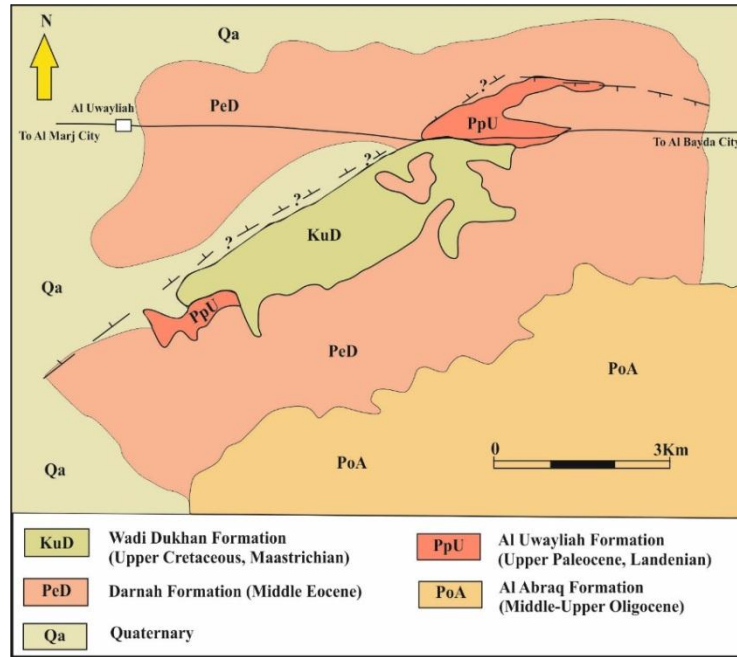 N
Qa
PeD
?
PpU
Al Uwayliah
To Al Marj City
To Al Bayda City
?
?
?
KuD
Qa
PpU
PeD
PoA
0 3Km
Qa
PoA
KuD Wadi Dukhan Formation
(Upper Cretaceous, Maastrichian)
PpU Al Uwayliah Formation
(Upper Paleocene, Landenian)
PeD Darnah Formation (Middle Eocene)
PoA Al Abraq Formation
(Middle-Upper Oligocene)
Qa Quaternary